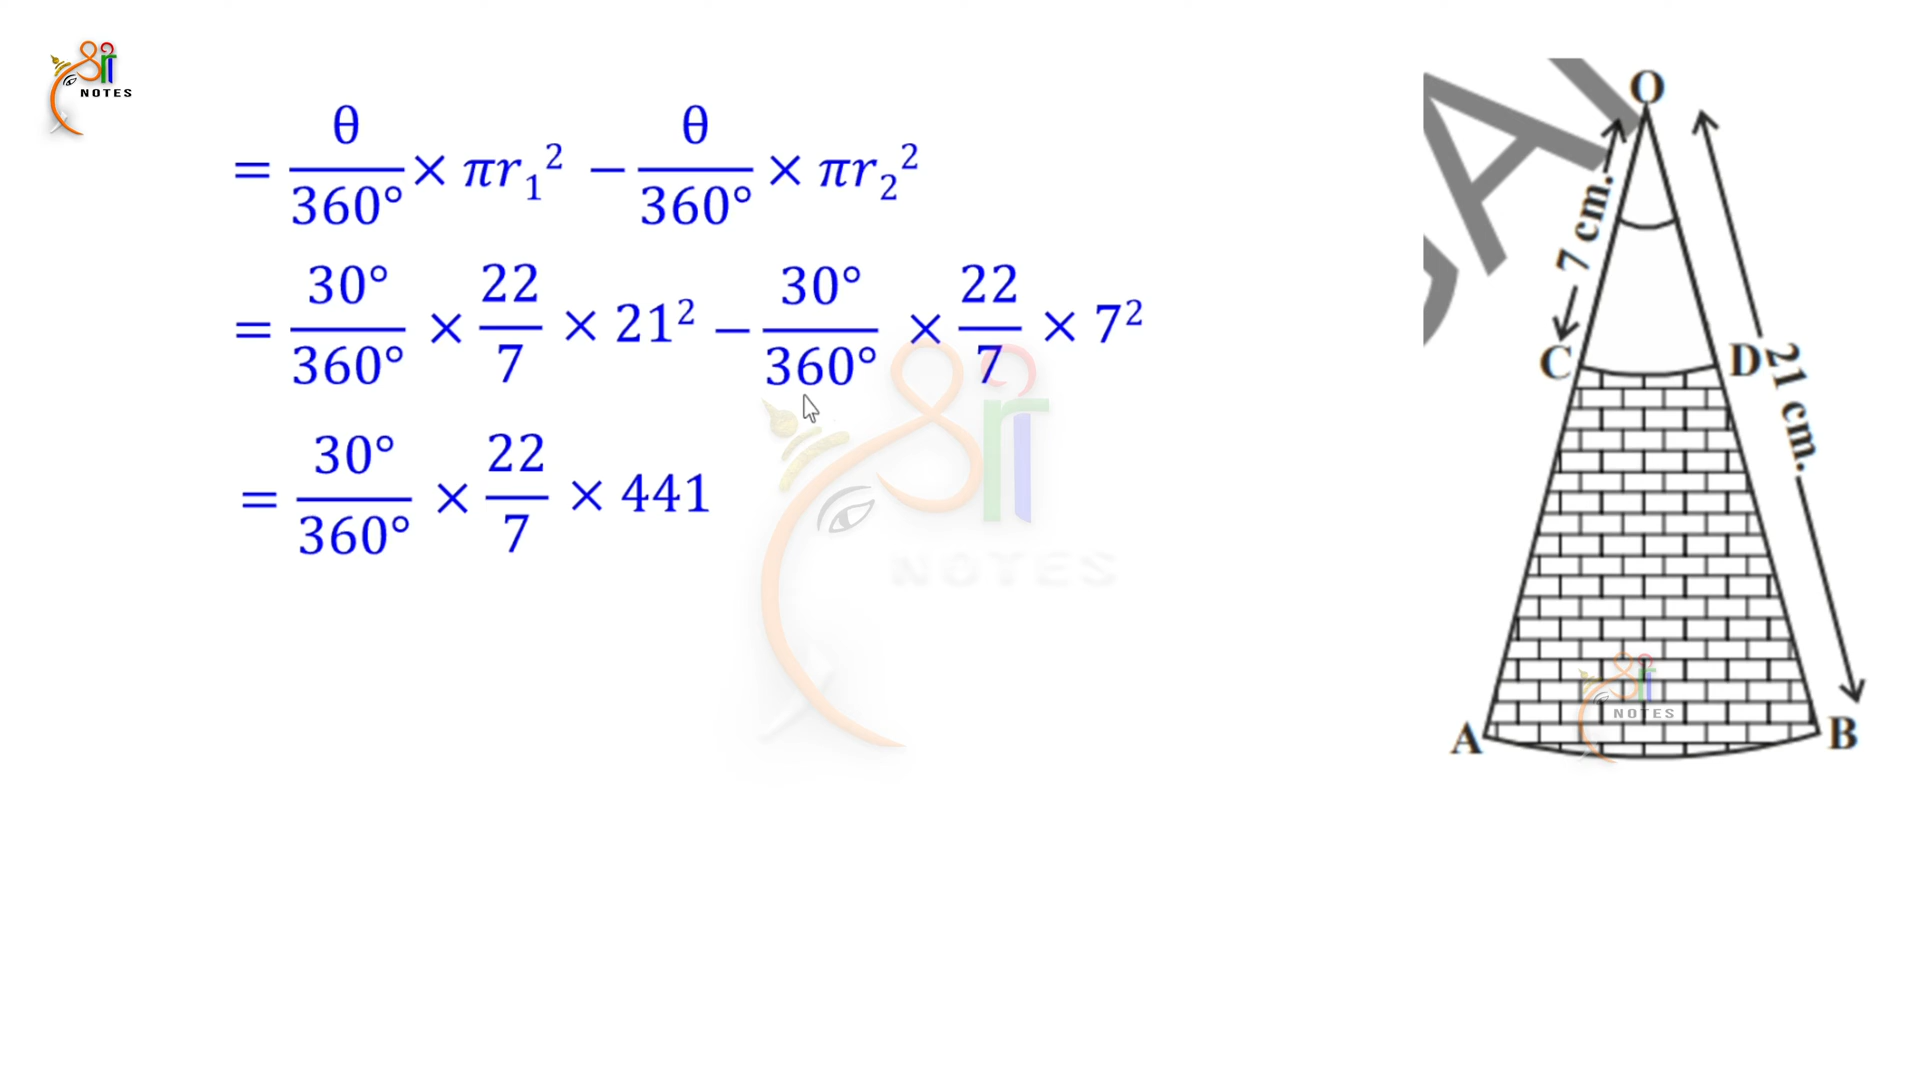 श्री
NOTES
= θ/360° × πr₁² − θ/360° × πr₂²
= 30°/360° × 22/7 × 21² − 30°/360° × 22/7 × 7²
= 30°/360° × 22/7 × 441
श्री
NOTES
O
7 cm.
C
D
21 cm.
श्री
NOTES
A
B